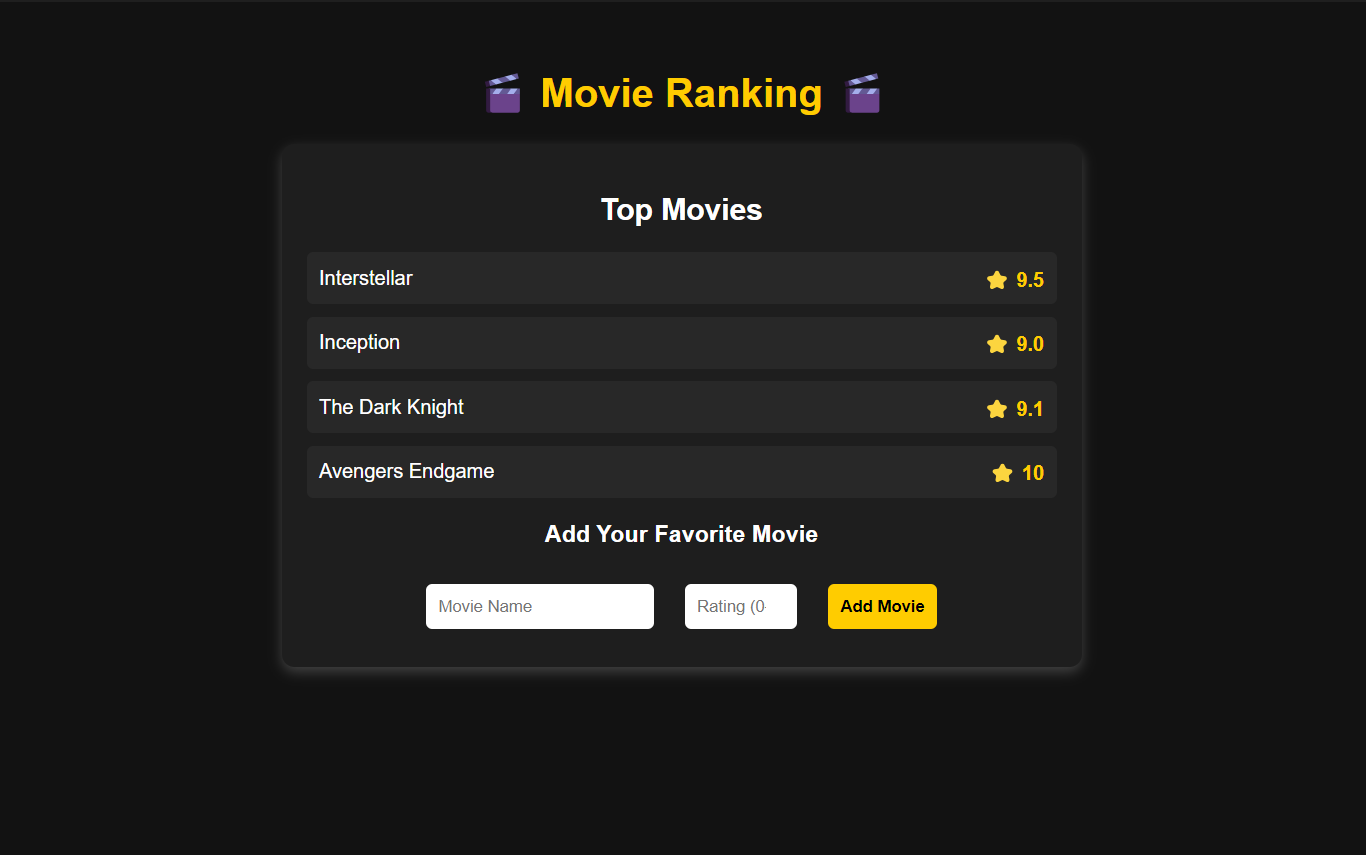 🎬 Movie Ranking 🎬
Top Movies
Interstellar ⭐ 9.5
Inception ⭐ 9.0
The Dark Knight ⭐ 9.1
Avengers Endgame ⭐ 10
Add Your Favorite Movie
Movie Name Rating (0- Add Movie